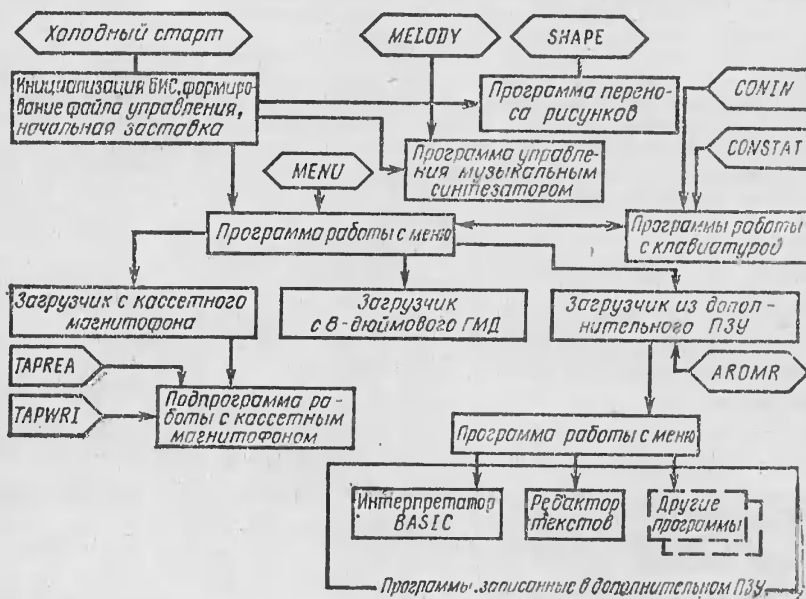 Холодный старт
MELODY
SHAPE
Инициализация БИС, формиро-
вание файла управления,
начальная заставка
Программа перено-
са рисунков
CONIN
Программа управле-
ния музыкальным
синтезатором
CONSTAT
MENU
Программа работы с меню
Программы работы
с клавиатурой
Загрузчик с кассетного
магнитофона
Загрузчик
с 8-дюймового ГМД
Загрузчик из допол-
нительного ПЗУ
TAPREA
AROMR
TAPWRI
Подпрограмма ра-
боты с кассетным
магнитофоном
Программа работы с меню
Интерпретатор
BASIC
Редактор
текстов
Другие
программы
Программы, записанные в дополнительном ПЗУ